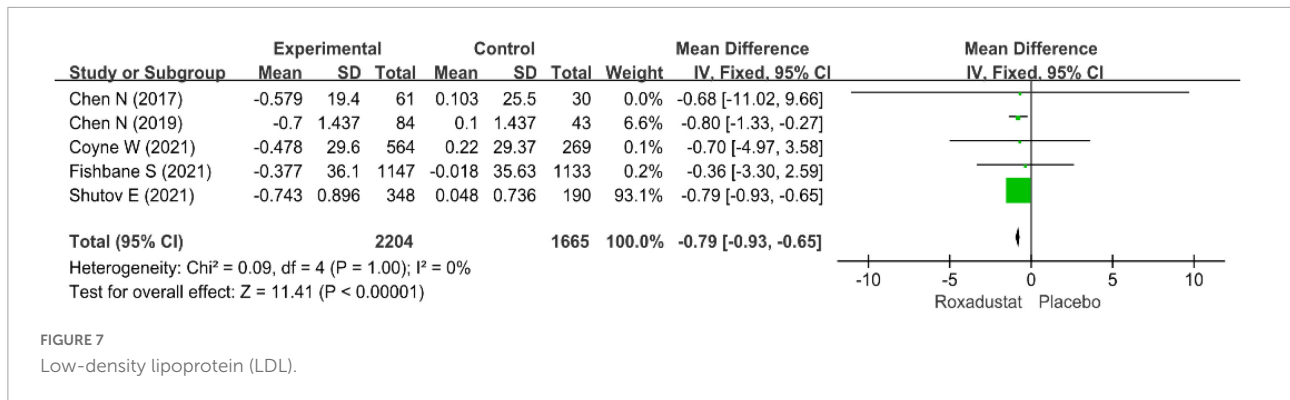 Experimental Control Mean Difference Mean Difference
Study or Subgroup Mean SD Total Mean SD Total Weight IV, Fixed, 95% CI IV, Fixed, 95% CI
Chen N (2017) -0.579 19.4 61 0.103 25.5 30 0.0% -0.68 [-11.02, 9.66]
Chen N (2019) -0.7 1.437 84 0.1 1.437 43 6.6% -0.80 [-1.33, -0.27]
Coyne W (2021) -0.478 29.6 564 0.22 29.37 269 0.1% -0.70 [-4.97, 3.58]
Fishbane S (2021) -0.377 36.1 1147 -0.018 35.63 1133 0.2% -0.36 [-3.30, 2.59]
Shutov E (2021) -0.743 0.896 348 0.048 0.736 190 93.1% -0.79 [-0.93, -0.65]
Total (95% CI) 2204 1665 100.0% -0.79 [-0.93, -0.65]
Heterogeneity: Chi² = 0.09, df = 4 (P = 1.00); I² = 0%
Test for overall effect: Z = 11.41 (P < 0.00001)
-10 -5 0 5 10
Roxadustat Placebo
FIGURE 7
Low-density lipoprotein (LDL).